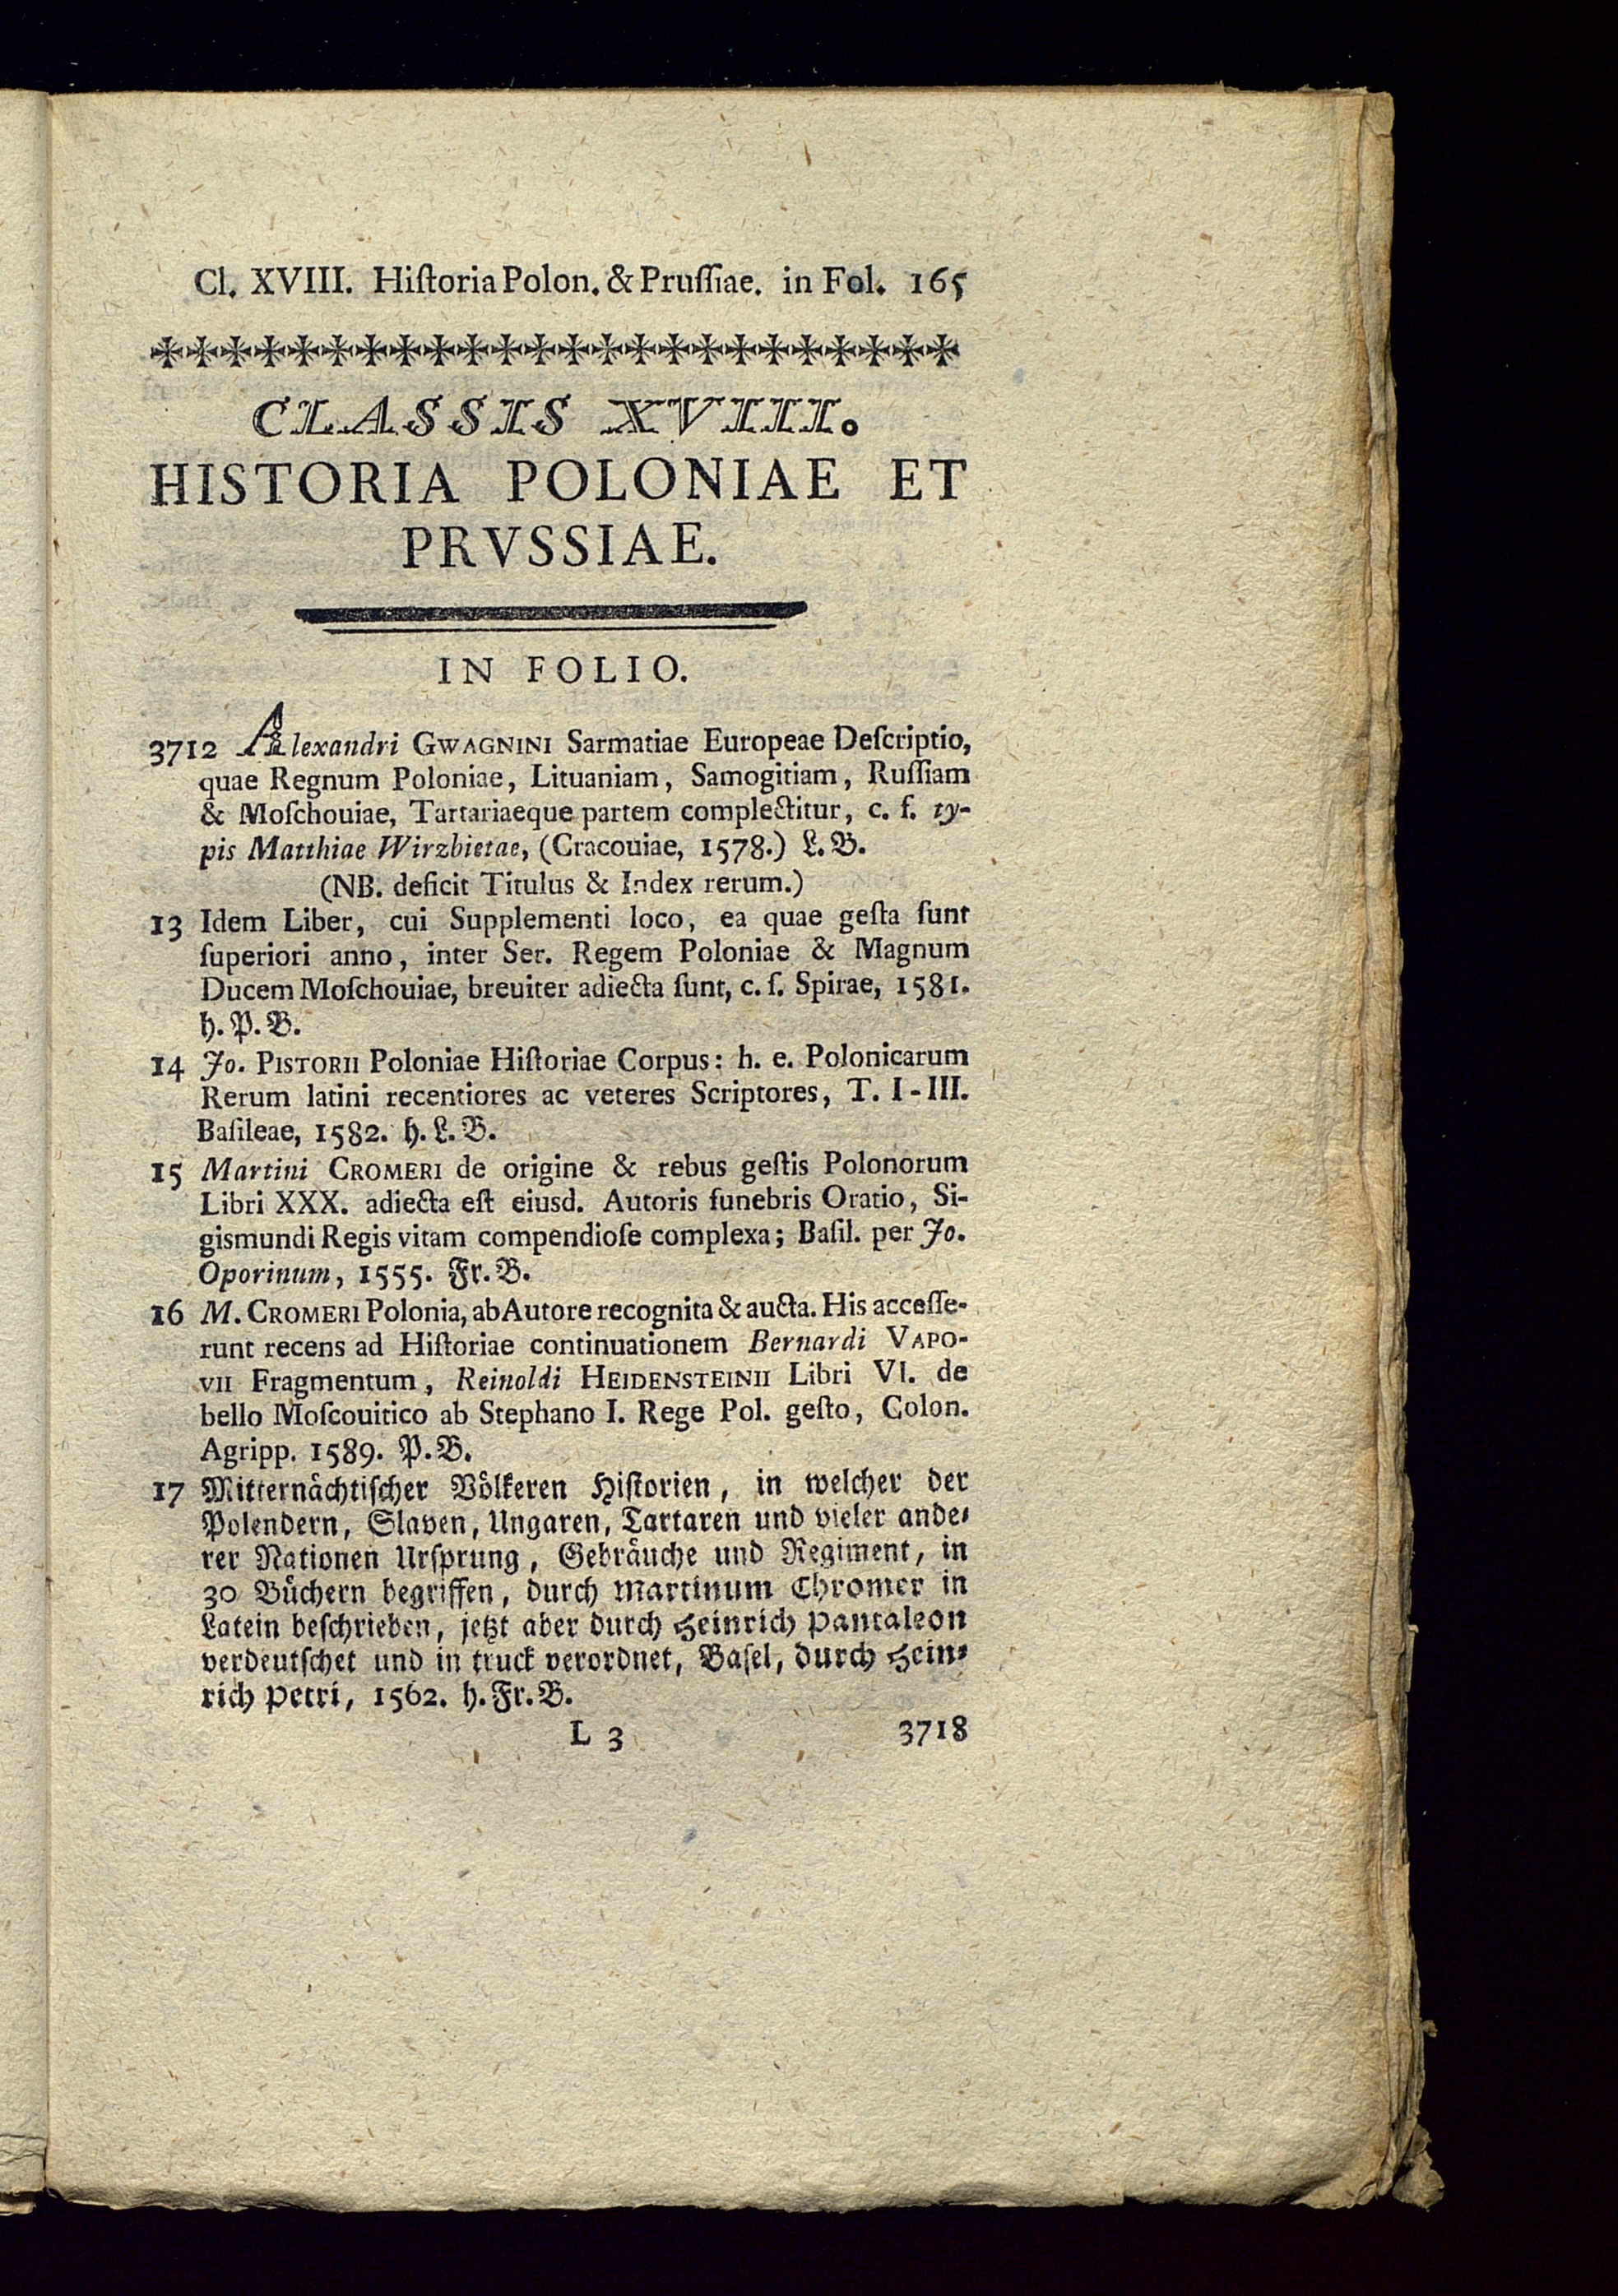 Cl. XVIII. Hiſtoria Polon. & Pruſſiae. in Fol. 165
CLASSIS XVIII.
HISTORIA POLONIAE ET
PRVSSIAE.
IN FOLIO.
3712 Alexandri GWAGNINI Sarmatiae Europeae Deſcriptio,
quae Regnum Poloniae, Lituaniam, Samogitiam, Ruſſiam
& Moſchouiae, Tartariaeque partem complectitur, c. f. ty-
pis Matthiae Wirzbietae, (Cracouiae, 1578.) L. B.
(NB. deficit Titulus & Index rerum.)
13 Idem Liber, cui Supplementi loco, ea quae geſta ſunt
ſuperiori anno, inter Ser. Regem Poloniae & Magnum
Ducem Moſchouiae, breuiter adiecta ſunt, c. f. Spirae, 1581.
h. P. B.
14 Jo. PISTORII Poloniae Hiſtoriae Corpus: h. e. Polonicarum
Rerum latini recentiores ac veteres Scriptores, T. I-III.
Baſileae, 1582. h. L. B.
15 Martini CROMERI de origine & rebus geſtis Polonorum
Libri XXX. adiecta eſt eiusd. Autoris funebris Oratio, Si-
gismundi Regis vitam compendioſe complexa; Baſil. per Jo.
Oporinum, 1555. Fr. B.
16 M. CROMERI Polonia, ab Autore recognita & aucta. His acceſſe-
runt recens ad Hiſtoriae continuationem Bernardi VAPO-
VII Fragmentum, Reinoldi HEIDENSTEINII Libri VI. de
bello Moſcouitico ab Stephano I. Rege Pol. geſto, Colon.
Agripp. 1589. P. B.
17 Mitternächtiſcher Völkeren Hiſtorien, in welcher der
Polendern, Slaven, Ungaren, Tartaren und vieler ande-
rer Nationen Urſprung, Gebräuche und Regiment, in
30 Büchern begriffen, durch Martinum Chromer in
Latein beſchrieben, jetzt aber durch Heinrich Pantaleon
verdeutſchet und in truck verordnet, Baſel, durch Hein-
rich Petri, 1562. h. Fr. B.
L 3 3718